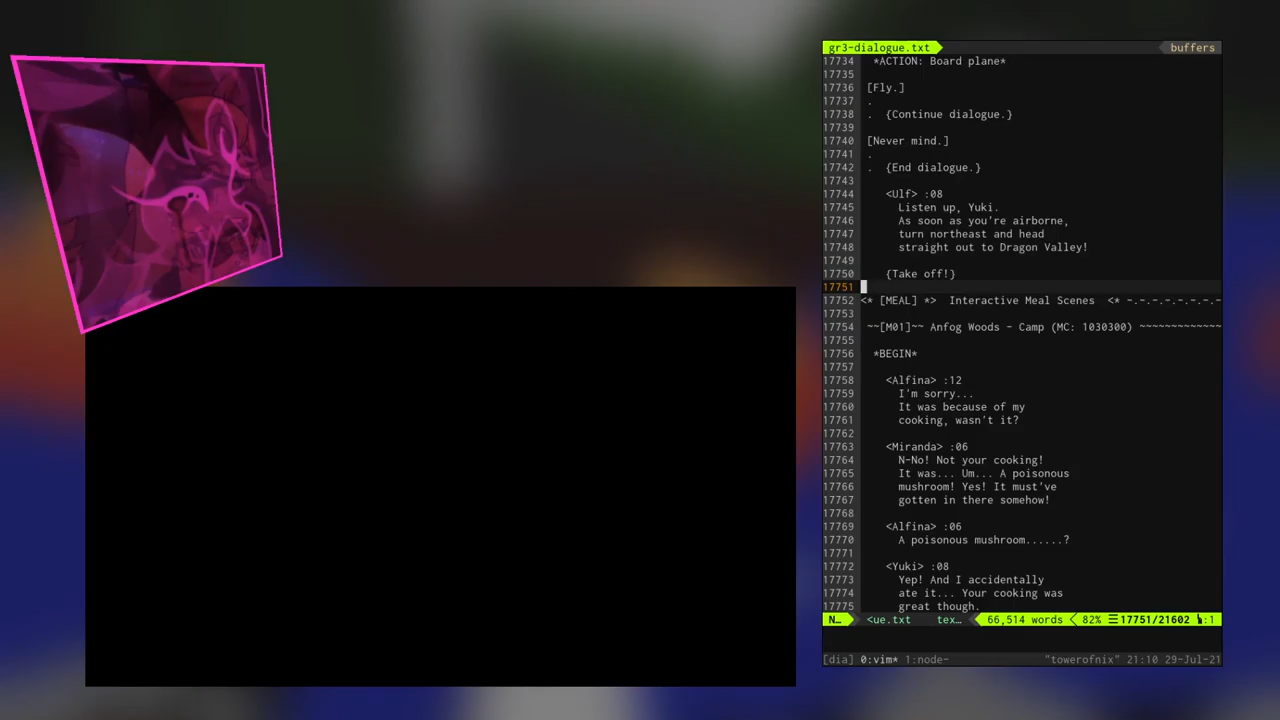 gr3-dialogue.txt buffers
17734 *ACTION: Board plane*
17735
17736 [Fly.]
17737 .
17738 . {Continue dialogue.}
17739
17740 [Never mind.]
17741 .
17742 . {End dialogue.}
17743
17744 <Ulf> :08
17745 Listen up, Yuki.
17746 As soon as you're airborne,
17747 turn northeast and head
17748 straight out to Dragon Valley!
17749
17750 {Take off!}
17751
17752 <* [MEAL] *> Interactive Meal Scenes <* -.-.-.-.-.-.-.-
17753
17754 ~~[M01]~~ Anfog Woods - Camp (MC: 1030300) ~~~~~~~~~~~~~
17755
17756 *BEGIN*
17757
17758 <Alfina> :12
17759 I'm sorry...
17760 It was because of my
17761 cooking, wasn't it?
17762
17763 <Miranda> :06
17764 N-No! Not your cooking!
17765 It was... Um... A poisonous
17766 mushroom! Yes! It must've
17767 gotten in there somehow!
17768
17769 <Alfina> :06
17770 A poisonous mushroom......?
17771
17772 <Yuki> :08
17773 Yep! And I accidentally
17774 ate it... Your cooking was
17775 great though.
N… <ue.txt tex… 66,514 words 82% ☰17751/21602 :1
[dia] 0:vim* 1:node- "towerofnix" 21:10 29-Jul-21